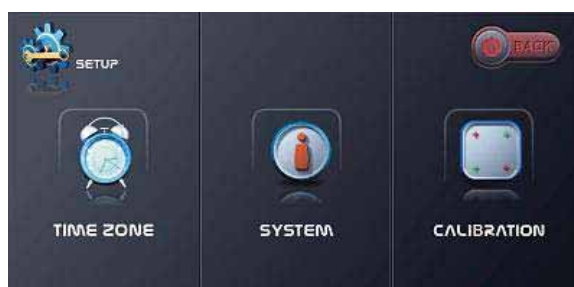 SETUP
BACK
TIME ZONE
SYSTEM
CALIBRATION